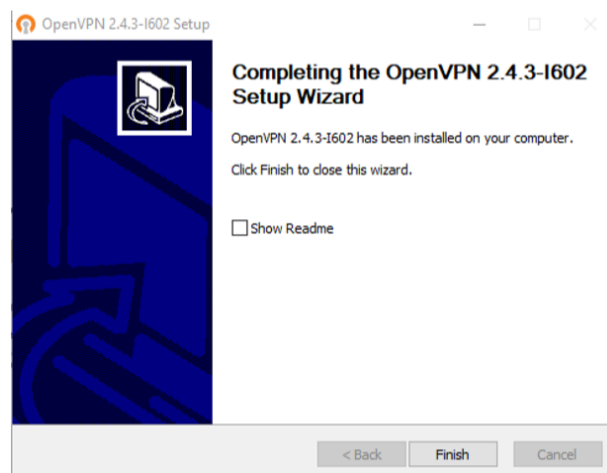 OpenVPN 2.4.3-I602 Setup
Completing the OpenVPN 2.4.3-I602
Setup Wizard
OpenVPN 2.4.3-I602 has been installed on your computer.
Click Finish to close this wizard.
Show Readme
< Back
Finish
Cancel